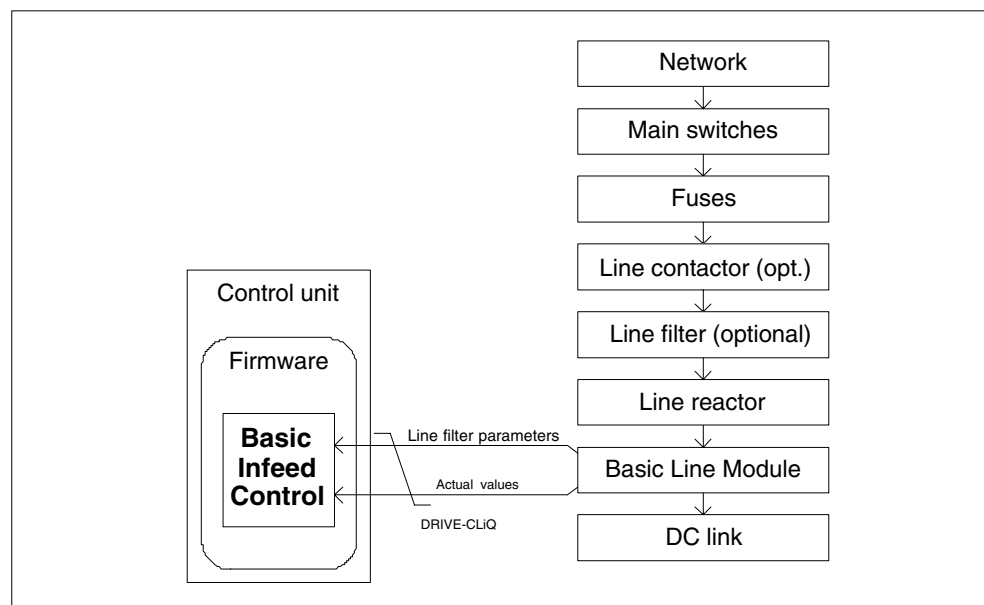 Network
Main switches
Fuses
Line contactor (opt.)
Control unit
Line filter (optional)
Firmware
Line reactor
Basic
Infeed
Control
Line filter parameters
Basic Line Module
Actual values
DRIVE-CLiQ
DC link